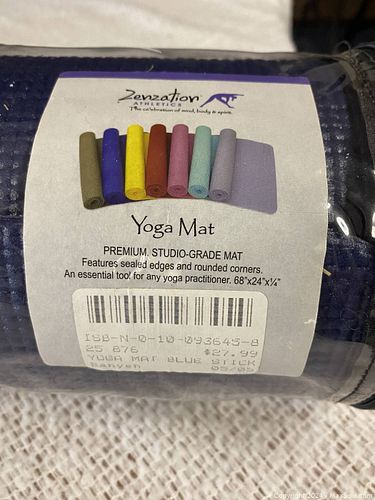 Zenzation
ATHLETICS
The celebration of mind, body & spirit.
Yoga Mat
PREMIUM, STUDIO-GRADE MAT
Features sealed edges and rounded corners.
An essential tool for any yoga practitioner. 68"x24"x¼"
ISB-N-0-10-093645-8
25 876 $27.99
YOGA MAT BLUE STICK
Banyen 05/05